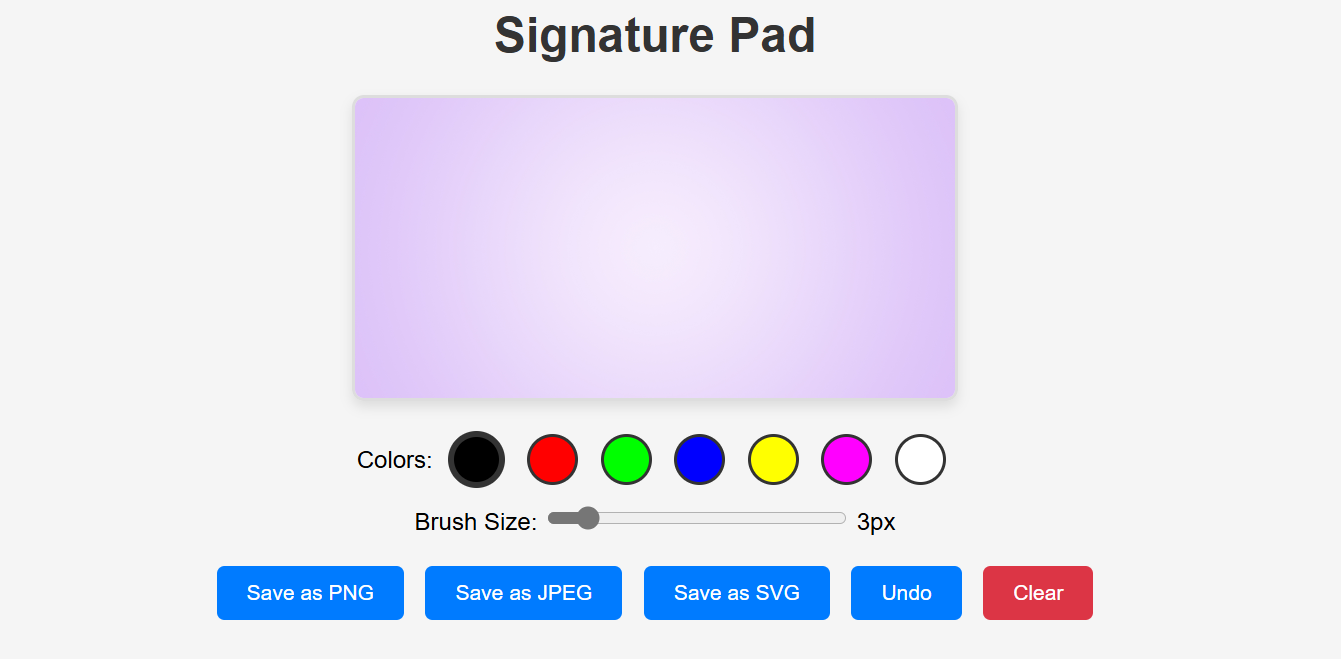 Signature Pad
Colors:
Brush Size: 3px
Save as PNG Save as JPEG Save as SVG Undo Clear